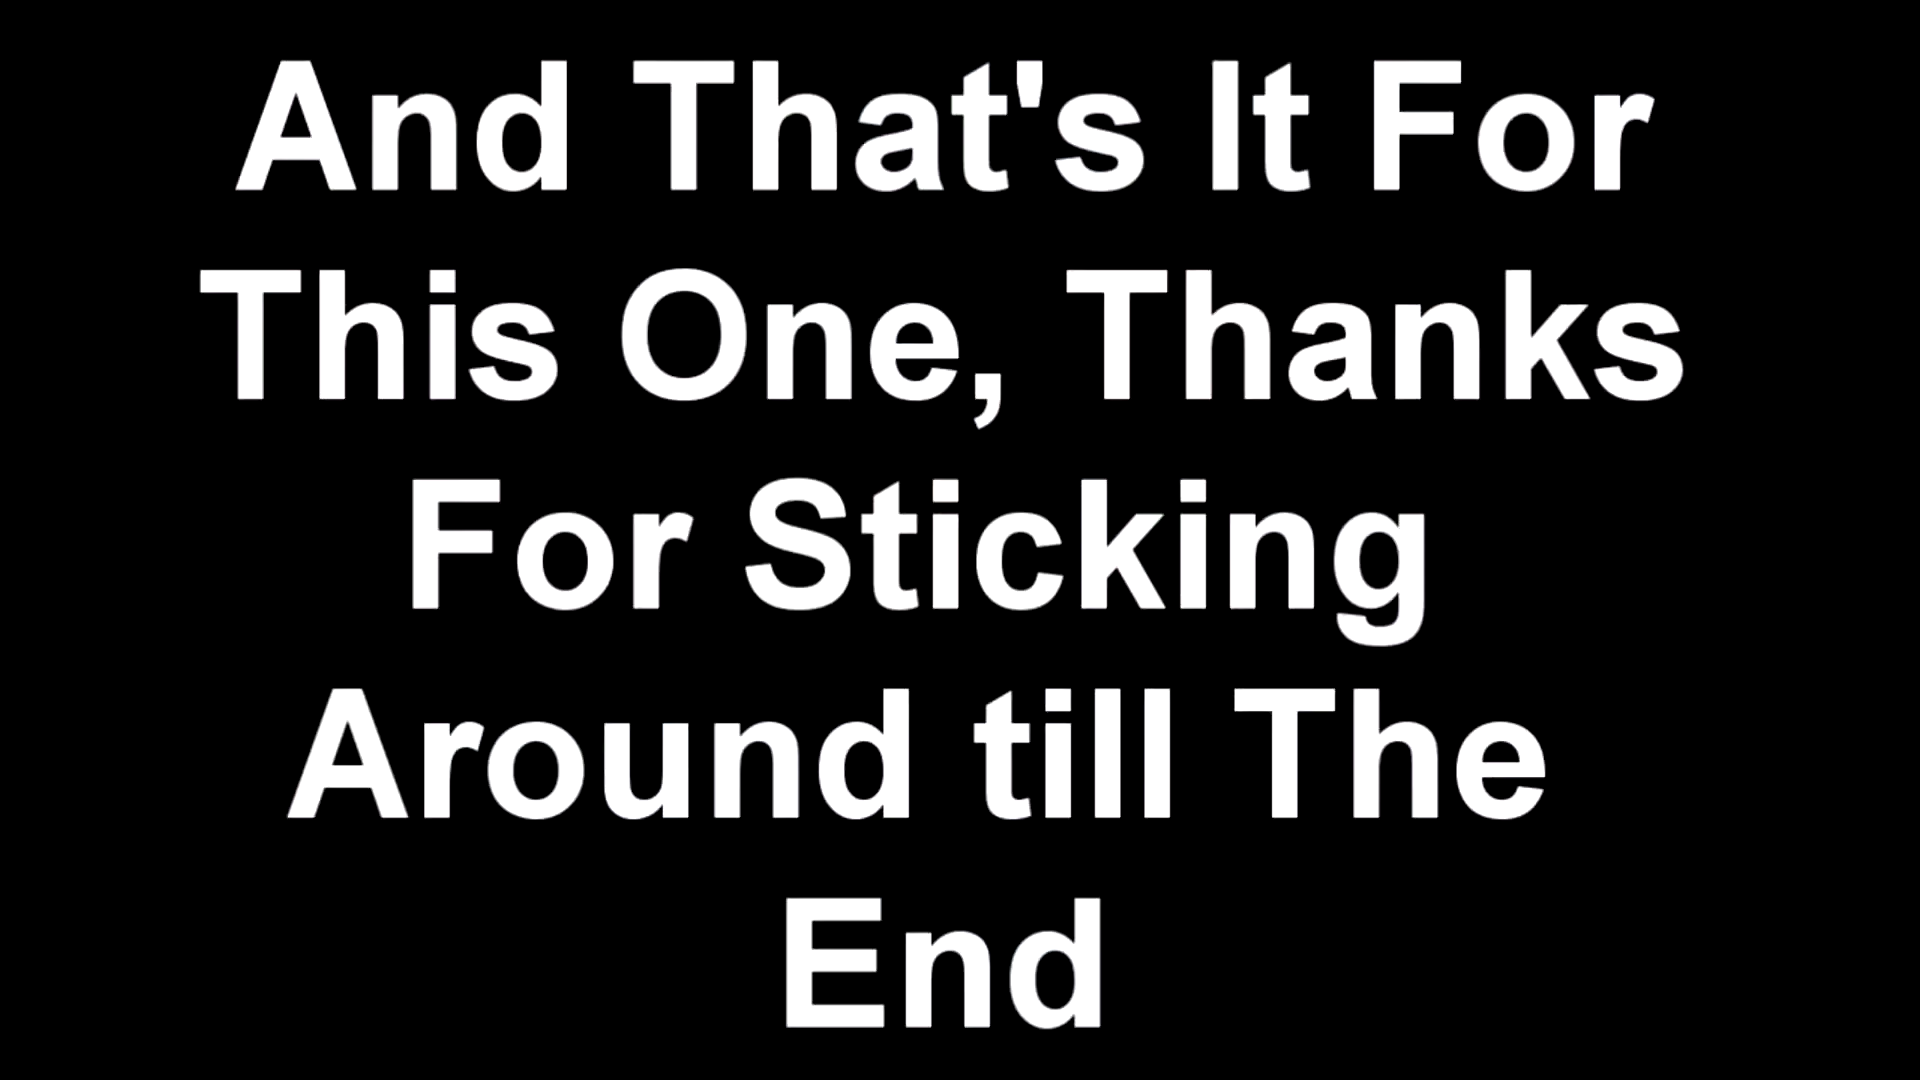 And That's It For
This One, Thanks
For Sticking
Around till The
End